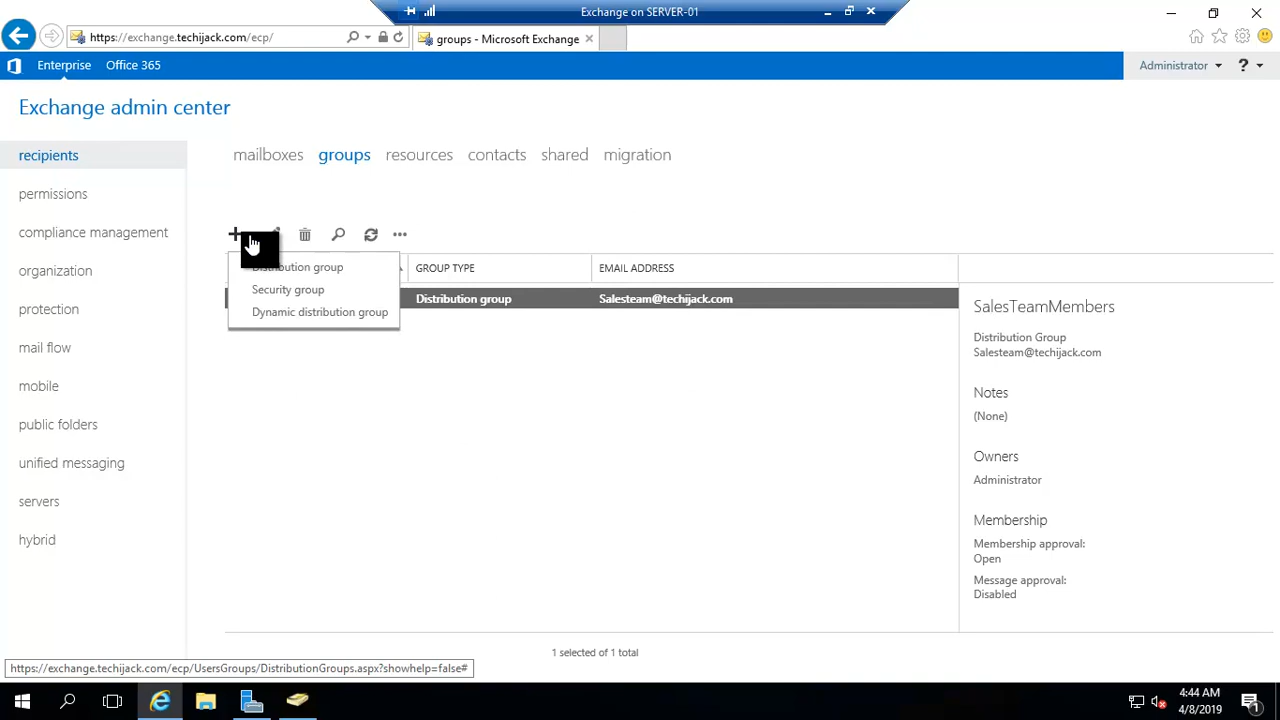 Exchange on SERVER-01
https://exchange.techijack.com/ecp/
groups - Microsoft Exchange
Enterprise
Office 365
Administrator
?
Exchange admin center
recipients
permissions
compliance management
organization
protection
mail flow
mobile
public folders
unified messaging
servers
hybrid
mailboxes groups resources contacts shared migration
Distribution group
Security group
Dynamic distribution group
GROUP TYPE
EMAIL ADDRESS
Distribution group
Salesteam@techijack.com
SalesTeamMembers
Distribution Group
Salesteam@techijack.com
Notes
(None)
Owners
Administrator
Membership
Membership approval:
Open
Message approval:
Disabled
1 selected of 1 total
https://exchange.techijack.com/ecp/UsersGroups/DistributionGroups.aspx?showhelp=false#
4:44 AM
4/8/2019
1